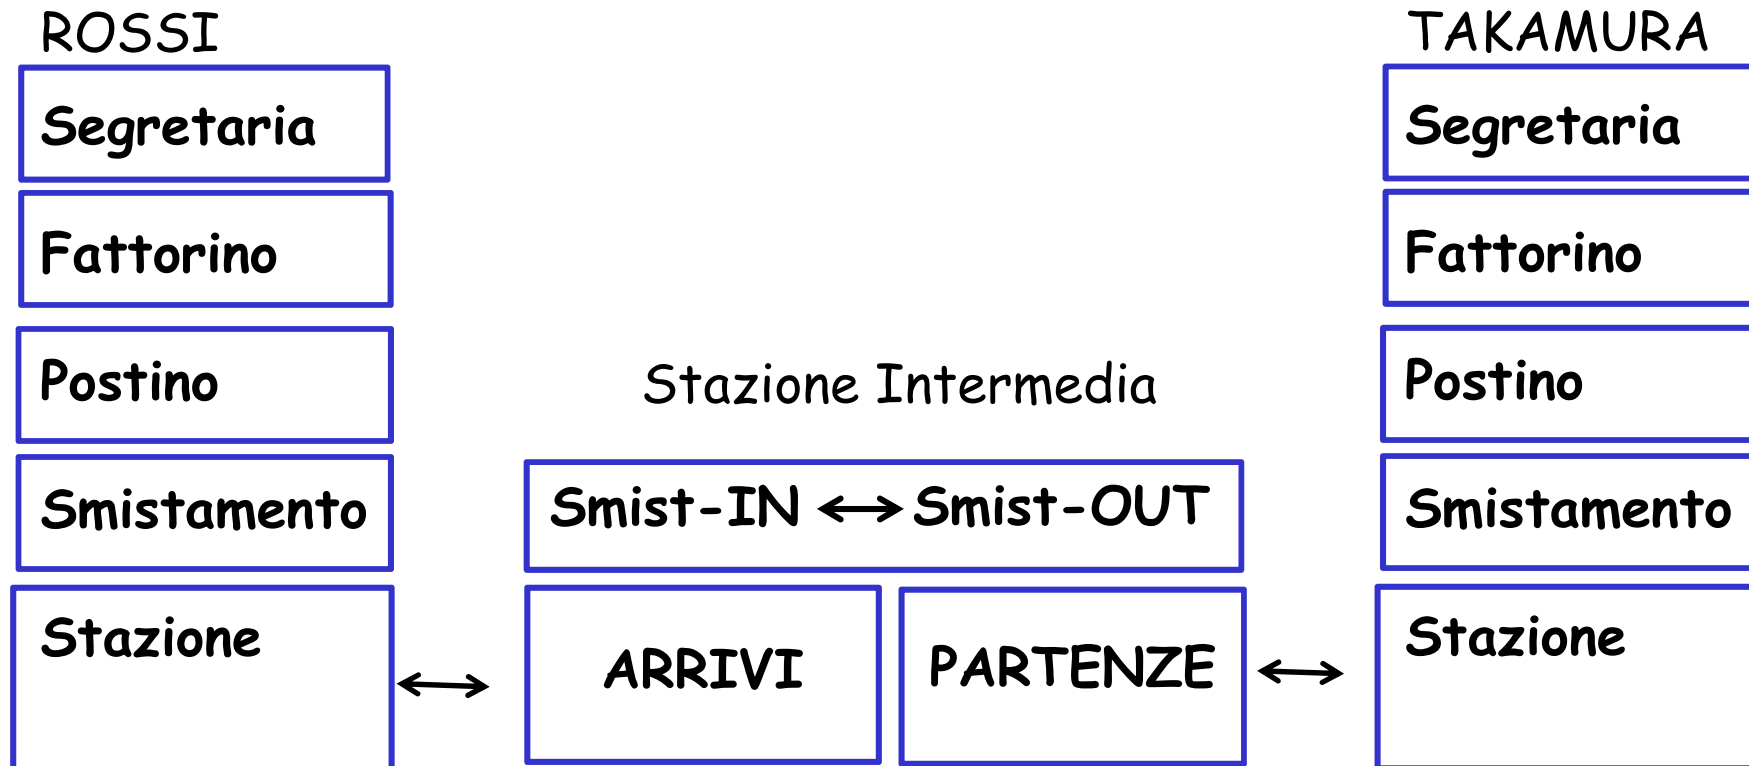 ROSSI
Segretaria
Fattorino
Postino
Smistamento
Stazione
Stazione Intermedia
Smist-IN Smist-OUT
ARRIVI
PARTENZE
TAKAMURA
Segretaria
Fattorino
Postino
Smistamento
Stazione